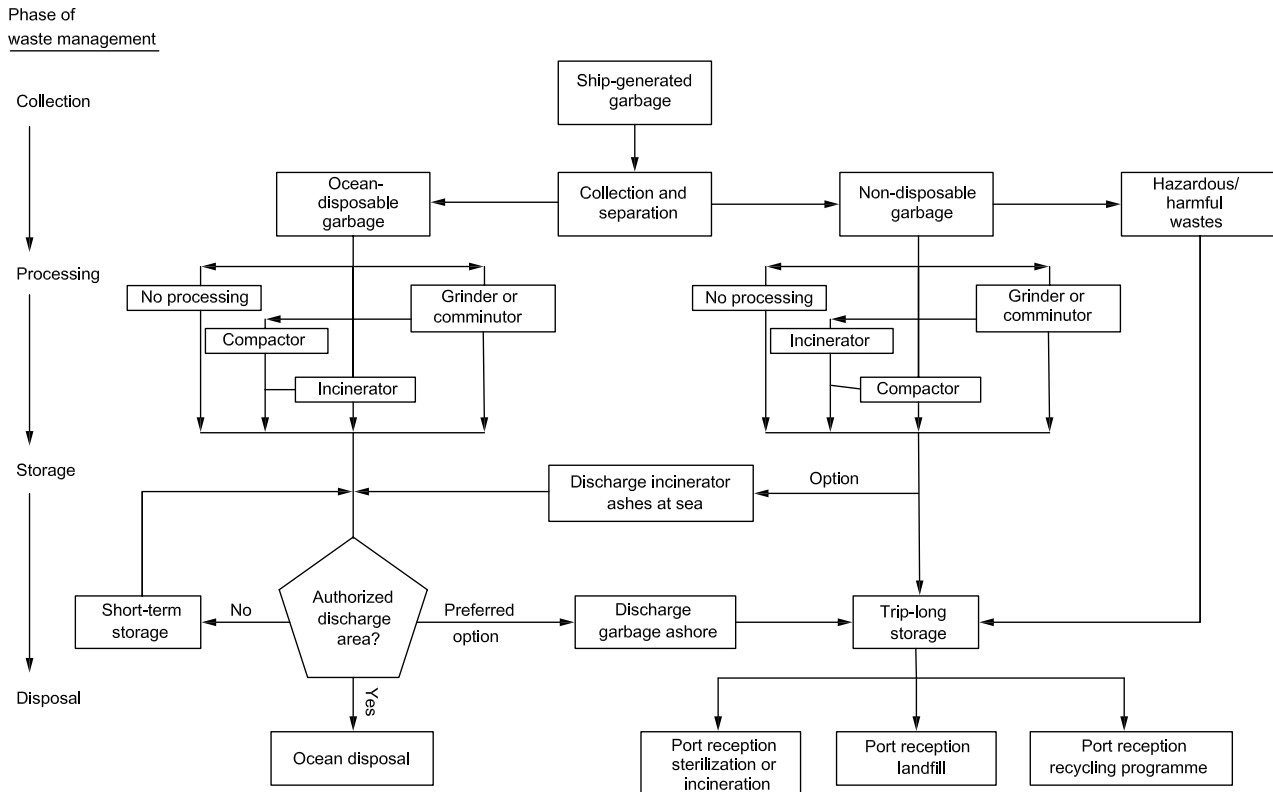 Phase of
waste management
Collection
Ship-generated
garbage
Ocean-
disposable
garbage
Collection and
separation
Non-disposable
garbage
Hazardous/
harmful
wastes
Processing
No processing
Grinder or
comminutor
Compactor
Incinerator
No processing
Grinder or
comminutor
Incinerator
Compactor
Storage
Discharge incinerator
ashes at sea
Option
Short-term
storage
No
Authorized
discharge
area?
Preferred
option
Discharge
garbage ashore
Trip-long
storage
Disposal
Yes
Ocean disposal
Port reception
sterilization or
incineration
Port reception
landfill
Port reception
recycling programme